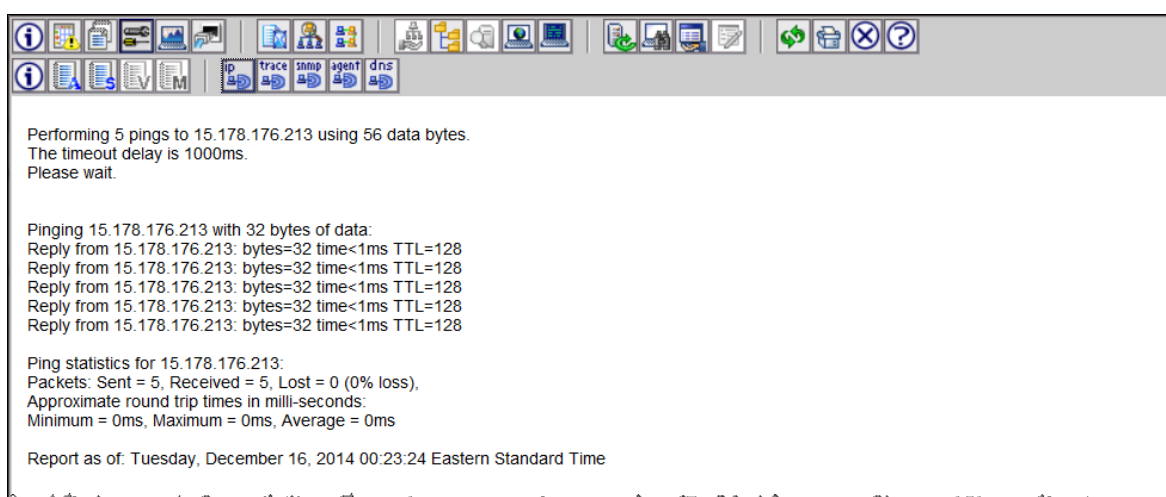 ip trace snmp agent dns
Performing 5 pings to 15.178.176.213 using 56 data bytes.
The timeout delay is 1000ms.
Please wait.
Pinging 15.178.176.213 with 32 bytes of data:
Reply from 15.178.176.213: bytes=32 time<1ms TTL=128
Reply from 15.178.176.213: bytes=32 time<1ms TTL=128
Reply from 15.178.176.213: bytes=32 time<1ms TTL=128
Reply from 15.178.176.213: bytes=32 time<1ms TTL=128
Reply from 15.178.176.213: bytes=32 time<1ms TTL=128
Ping statistics for 15.178.176.213:
Packets: Sent = 5, Received = 5, Lost = 0 (0% loss),
Approximate round trip times in milli-seconds:
Minimum = 0ms, Maximum = 0ms, Average = 0ms
Report as of: Tuesday, December 16, 2014 00:23:24 Eastern Standard Time